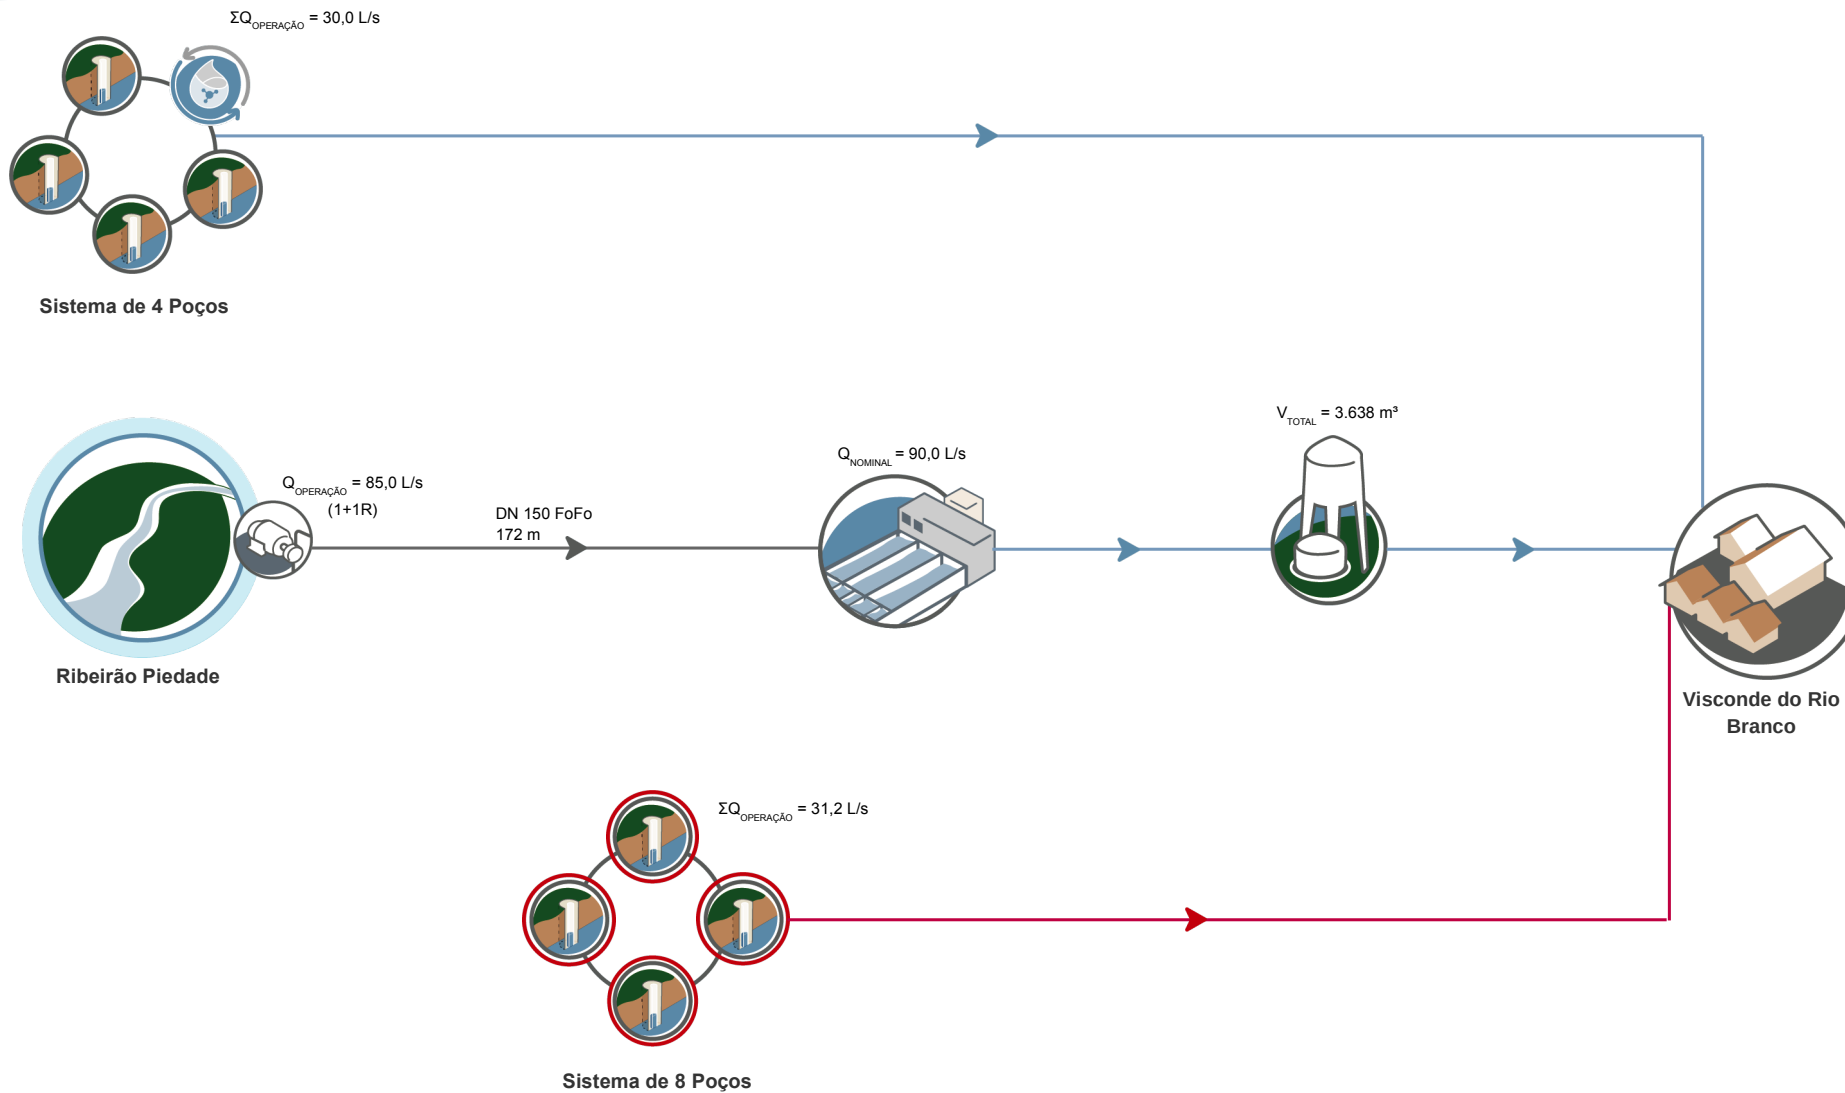 ΣQOPERAÇÃO = 30,0 L/s
Sistema de 4 Poços
VTOTAL = 3.638 m³
QNOMINAL = 90,0 L/s
QOPERAÇÃO = 85,0 L/s
(1+1R)
DN 150 FoFo
172 m
Ribeirão Piedade
Visconde do Rio
Branco
ΣQOPERAÇÃO = 31,2 L/s
Sistema de 8 Poços